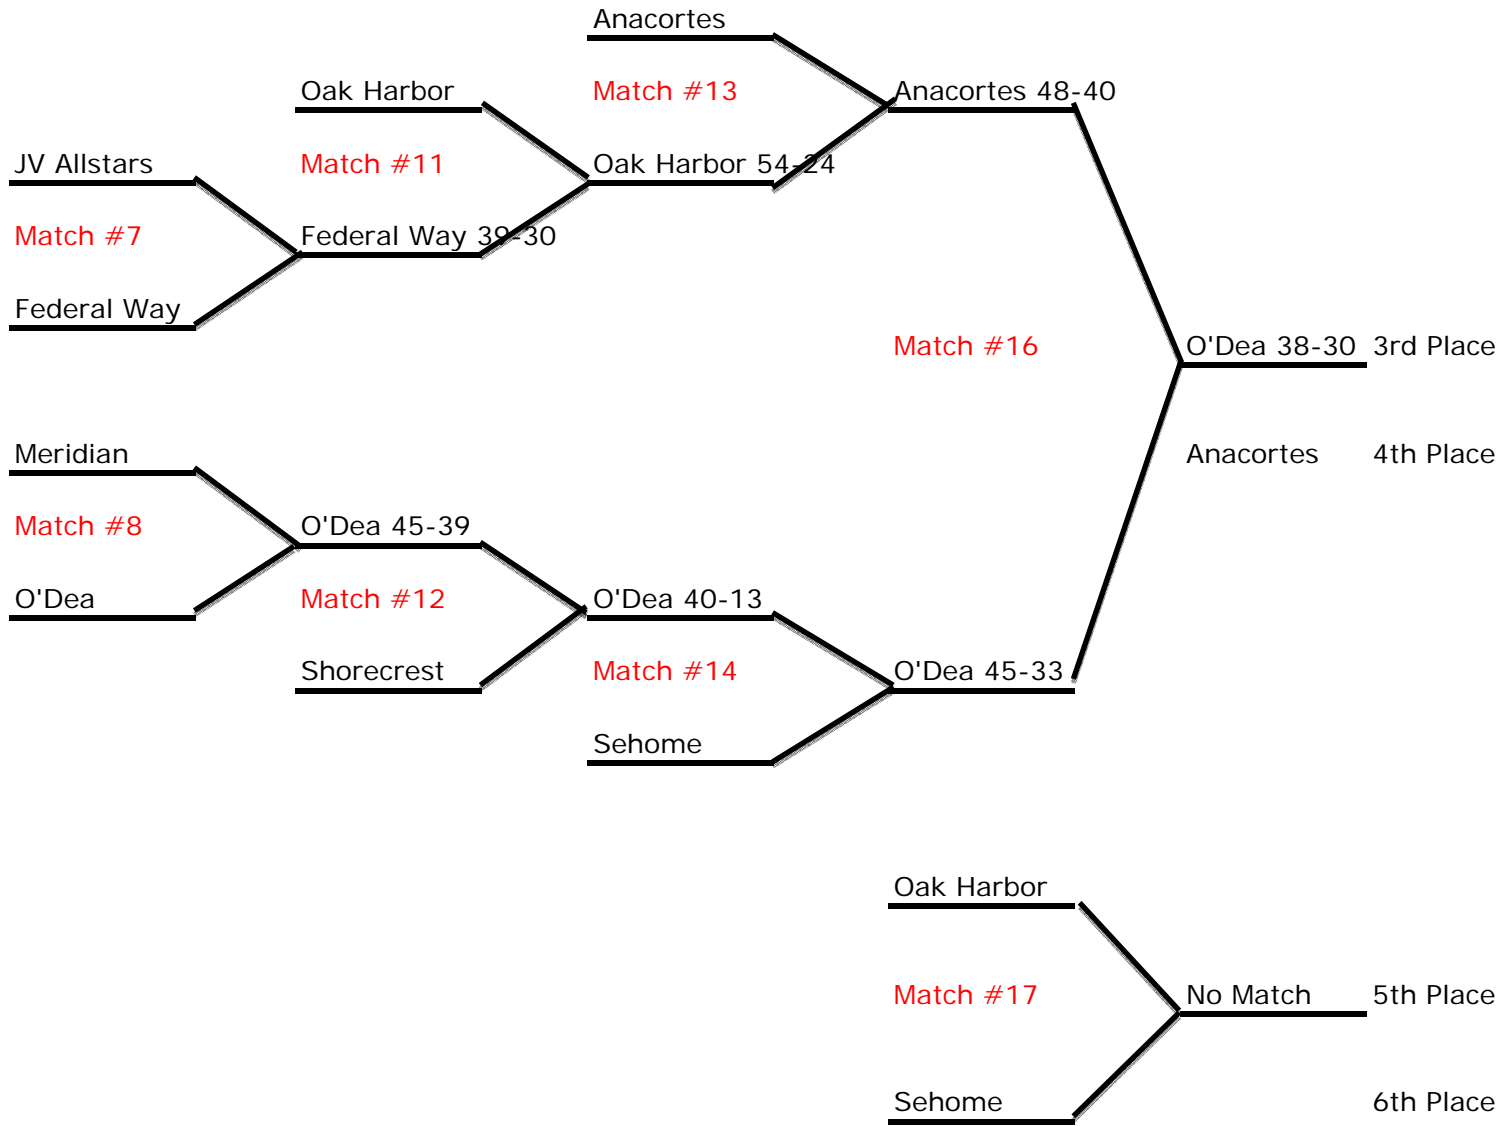 Anacortes
Oak Harbor
Match #13
Anacortes 48-40
JV Allstars
Match #11
Oak Harbor 54-24
Match #7
Federal Way 39-30
Federal Way
Match #16
O'Dea 38-30
3rd Place
Meridian
Anacortes
4th Place
Match #8
O'Dea 45-39
O'Dea
Match #12
O'Dea 40-13
Shorecrest
Match #14
O'Dea 45-33
Sehome
Oak Harbor
Match #17
No Match
5th Place
Sehome
6th Place